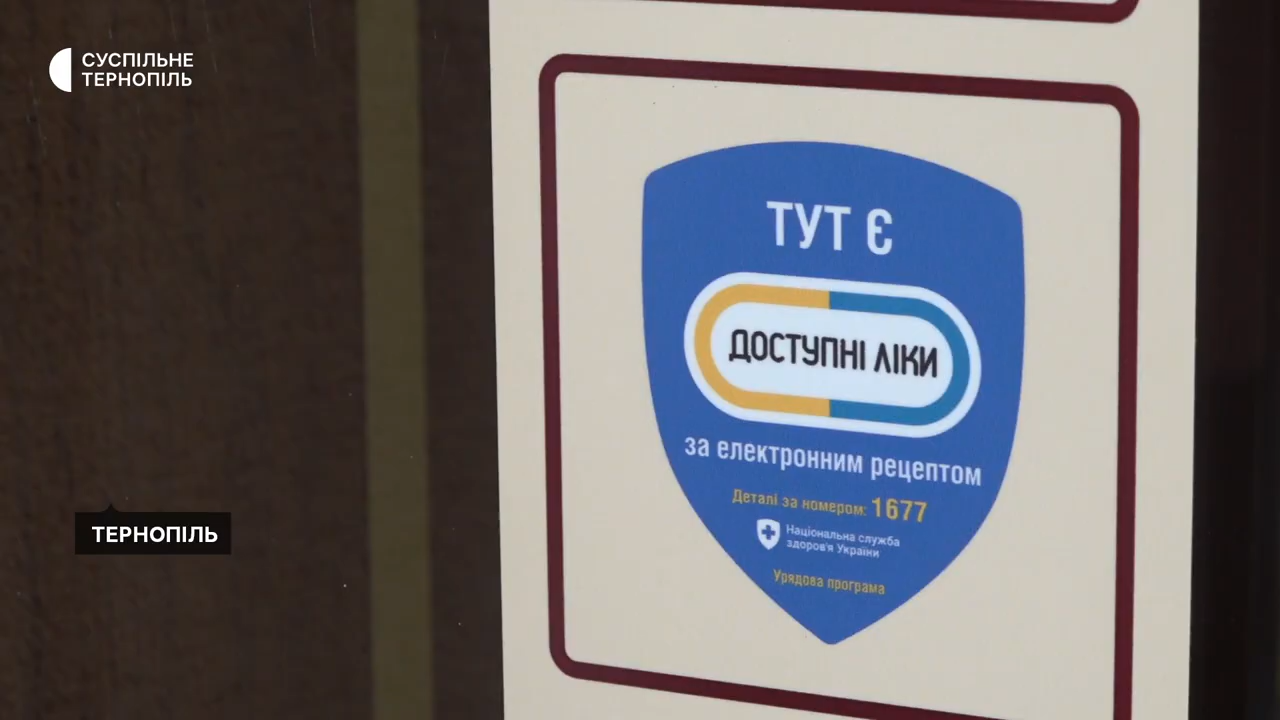 СУСПІЛЬНЕ
ТЕРНОПІЛЬ
ТУТ Є
ДОСТУПНІ ЛІКИ
за електронним рецептом
Деталі за номером: 1677
Національна служба
здоров'я України
Урядова програма
ТЕРНОПІЛЬ